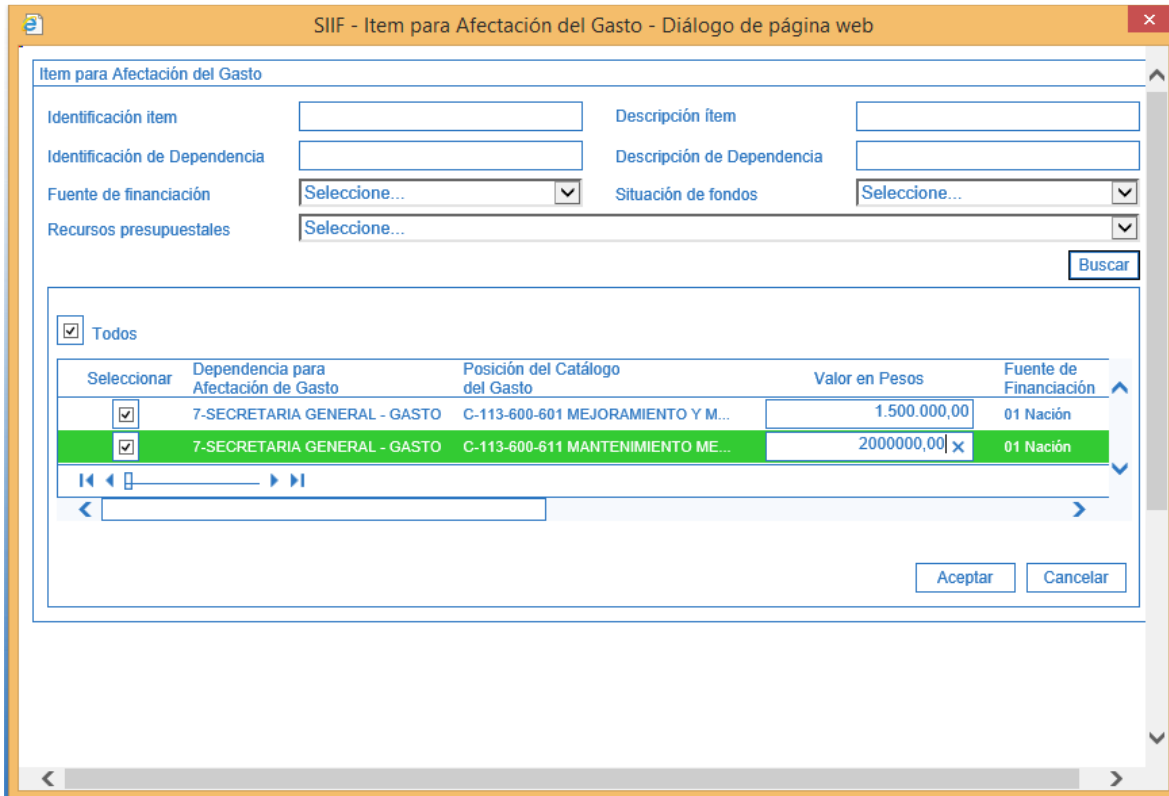 SIIF - Item para Afectación del Gasto - Diálogo de página web
Item para Afectación del Gasto
Identificación item
Descripción ítem
Identificación de Dependencia
Descripción de Dependencia
Fuente de financiación
Seleccione...
Situación de fondos
Seleccione...
Recursos presupuestales
Seleccione...
Buscar
Todos
Seleccionar
Dependencia para
Afectación de Gasto
Posición del Catálogo
del Gasto
Valor en Pesos
Fuente de
Financiación
7-SECRETARIA GENERAL - GASTO C-113-600-601 MEJORAMIENTO Y M... 1.500.000,00 01 Nación
7-SECRETARIA GENERAL - GASTO C-113-600-611 MANTENIMIENTO ME... 2000000,00 01 Nación
Aceptar
Cancelar